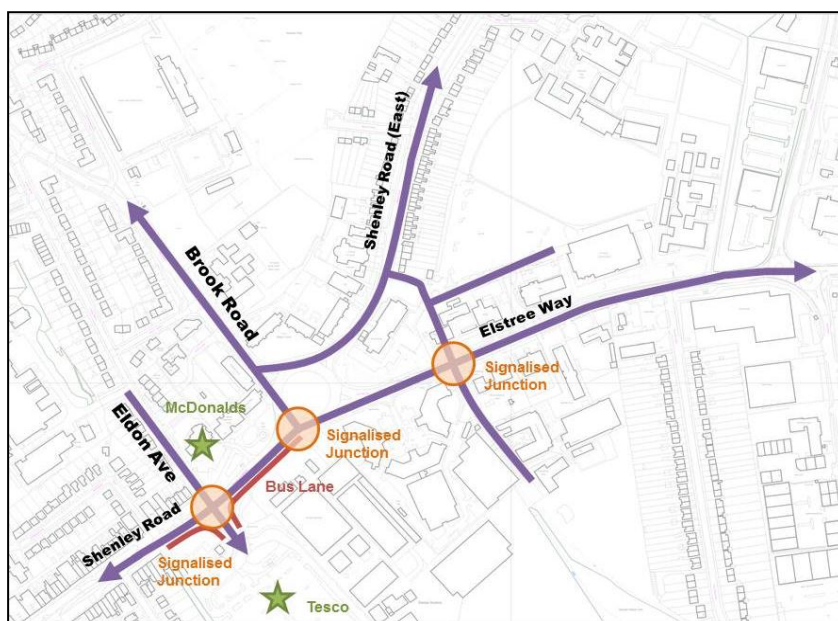 Shenley Road (East)
Brook Road
Elstree Way
Signalised
Junction
McDonalds
Eldon Ave
Signalised
Junction
Bus Lane
Shenley Road
Signalised
Junction
Tesco